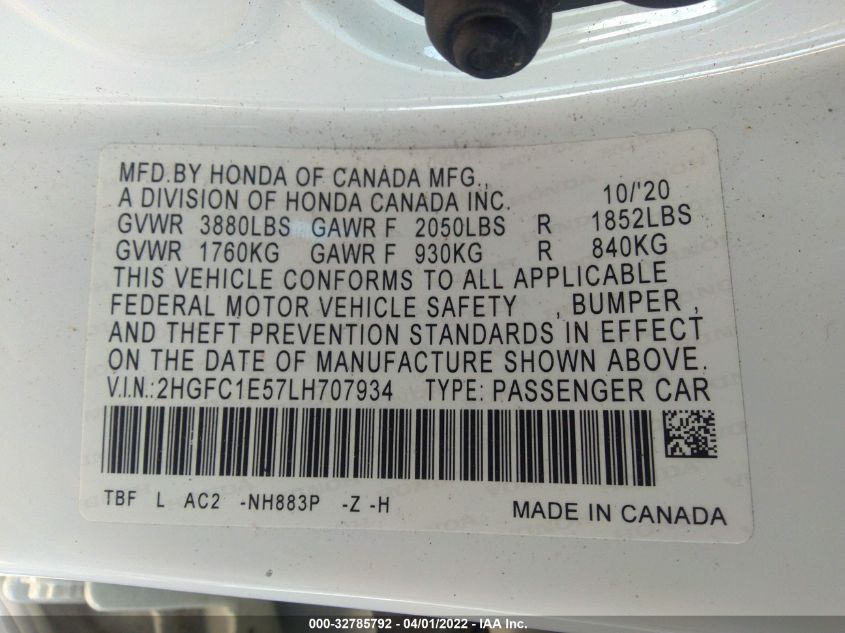 MFD.BY HONDA OF CANADA MFG.,
A DIVISION OF HONDA CANADA INC. 10/'20
GVWR 3880LBS GAWR F 2050LBS R 1852LBS
GVWR 1760KG GAWR F 930KG R 840KG
THIS VEHICLE CONFORMS TO ALL APPLICABLE
FEDERAL MOTOR VEHICLE SAFETY , BUMPER ,
AND THEFT PREVENTION STANDARDS IN EFFECT
ON THE DATE OF MANUFACTURE SHOWN ABOVE.
V.I.N.: 2HGFC1E57LH707934 TYPE: PASSENGER CAR
TBF L AC2 -NH883P -Z -H MADE IN CANADA
000-32785792 - 04/01/2022 - IAA Inc.